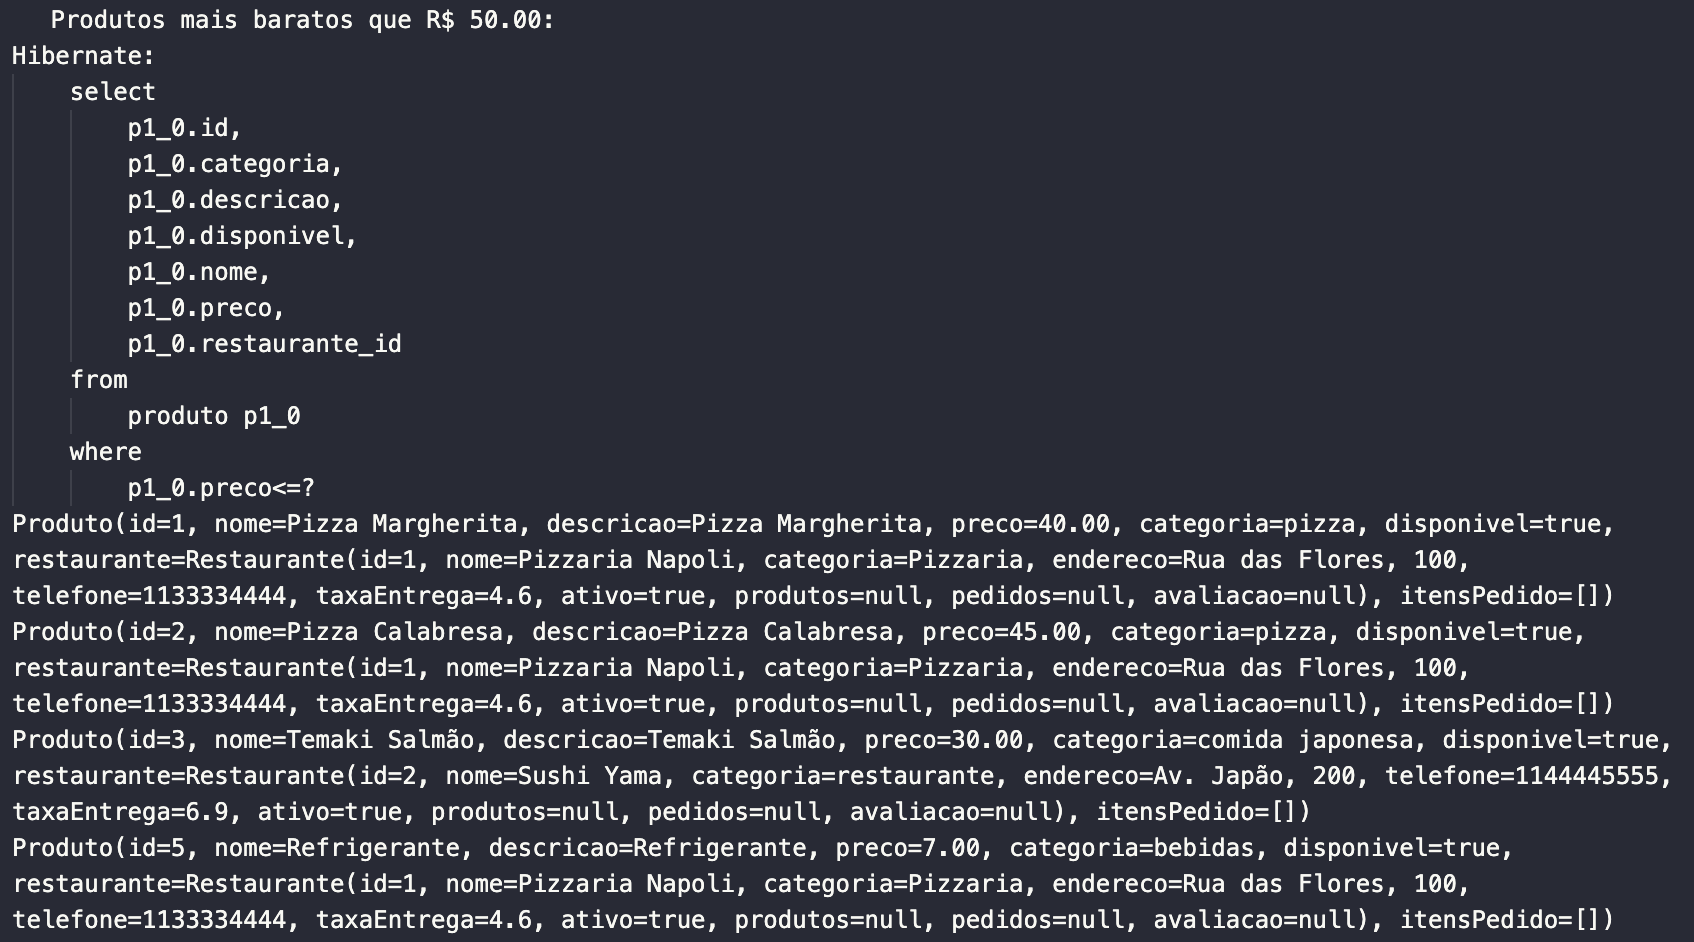 Produtos mais baratos que R$ 50.00:
Hibernate:
select
p1_0.id,
p1_0.categoria,
p1_0.descricao,
p1_0.disponivel,
p1_0.nome,
p1_0.preco,
p1_0.restaurante_id
from
produto p1_0
where
p1_0.preco<=?
Produto(id=1, nome=Pizza Margherita, descricao=Pizza Margherita, preco=40.00, categoria=pizza, disponivel=true,
restaurante=Restaurante(id=1, nome=Pizzaria Napoli, categoria=Pizzaria, endereco=Rua das Flores, 100,
telefone=1133334444, taxaEntrega=4.6, ativo=true, produtos=null, pedidos=null, avaliacao=null), itensPedido=[])
Produto(id=2, nome=Pizza Calabresa, descricao=Pizza Calabresa, preco=45.00, categoria=pizza, disponivel=true,
restaurante=Restaurante(id=1, nome=Pizzaria Napoli, categoria=Pizzaria, endereco=Rua das Flores, 100,
telefone=1133334444, taxaEntrega=4.6, ativo=true, produtos=null, pedidos=null, avaliacao=null), itensPedido=[])
Produto(id=3, nome=Temaki Salmão, descricao=Temaki Salmão, preco=30.00, categoria=comida japonesa, disponivel=true,
restaurante=Restaurante(id=2, nome=Sushi Yama, categoria=restaurante, endereco=Av. Japão, 200, telefone=1144445555,
taxaEntrega=6.9, ativo=true, produtos=null, pedidos=null, avaliacao=null), itensPedido=[])
Produto(id=5, nome=Refrigerante, descricao=Refrigerante, preco=7.00, categoria=bebidas, disponivel=true,
restaurante=Restaurante(id=1, nome=Pizzaria Napoli, categoria=Pizzaria, endereco=Rua das Flores, 100,
telefone=1133334444, taxaEntrega=4.6, ativo=true, produtos=null, pedidos=null, avaliacao=null), itensPedido=[])